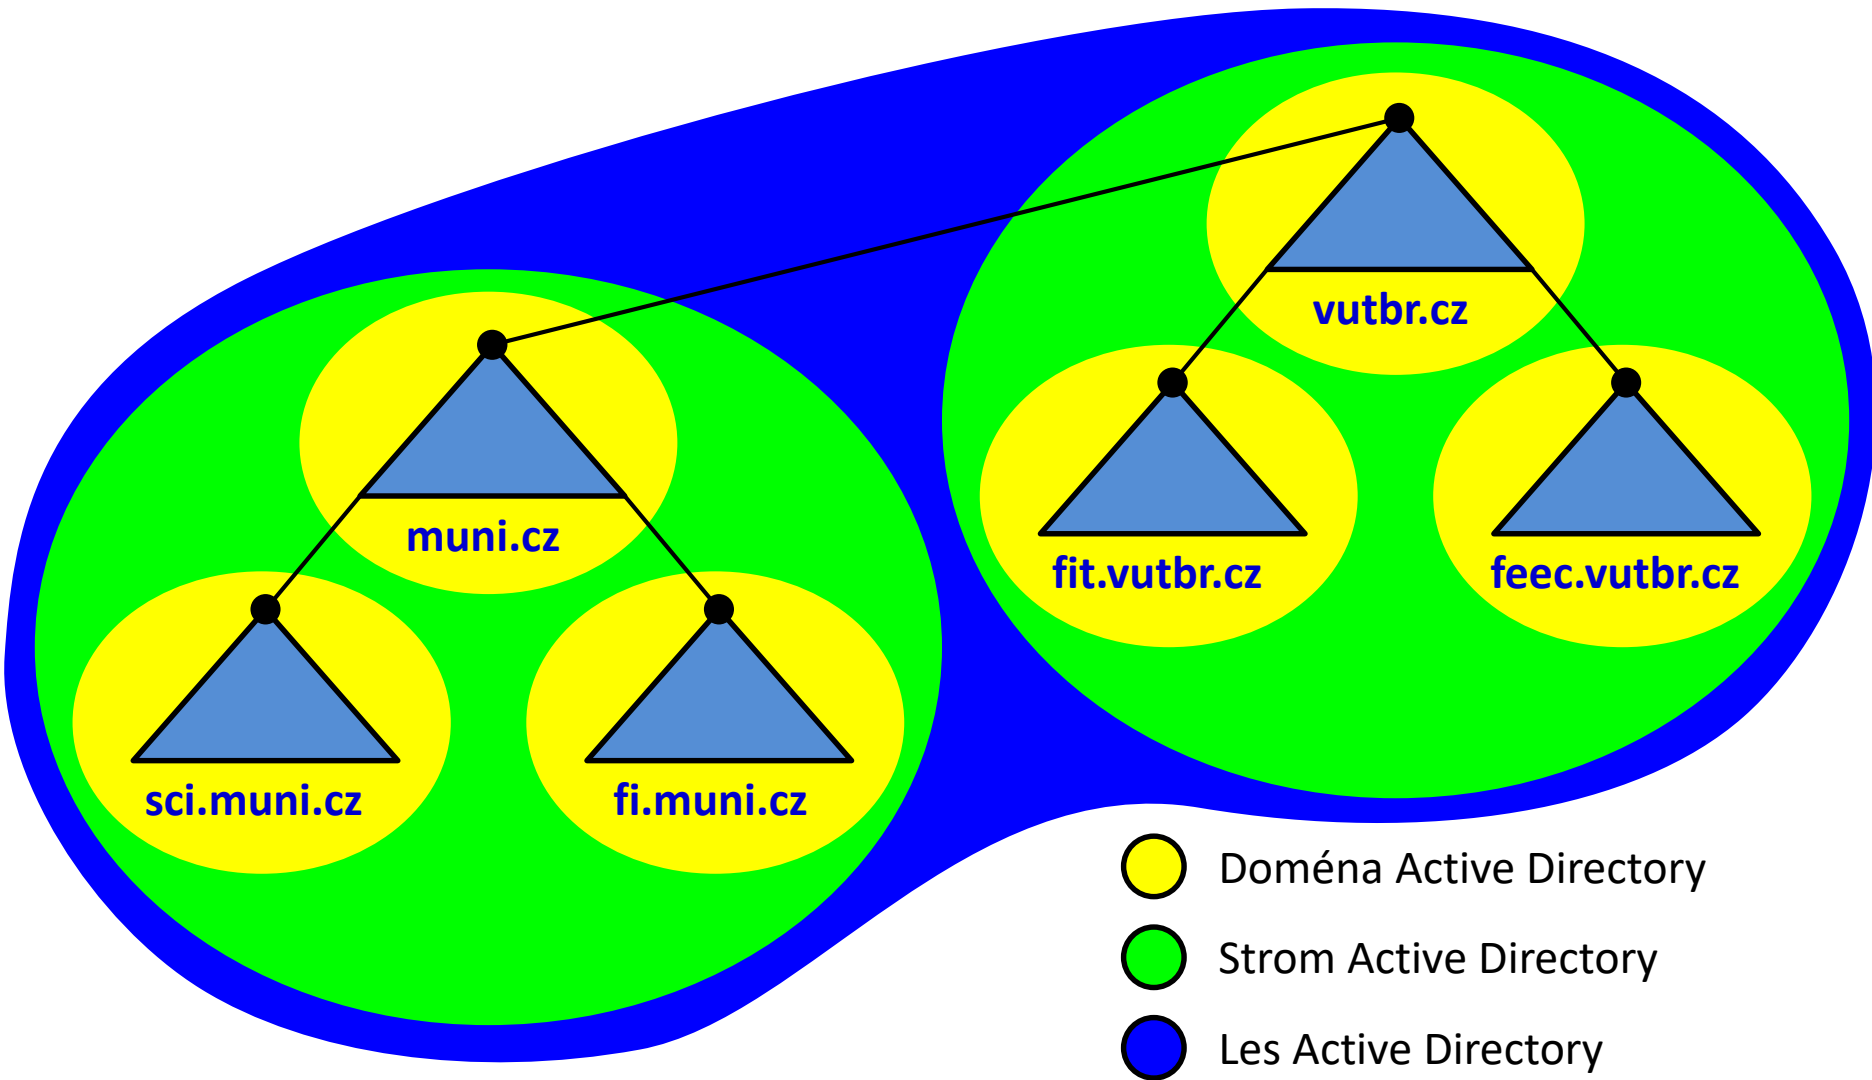 vutbr.cz
muni.cz
fit.vutbr.cz
feec.vutbr.cz
sci.muni.cz
fi.muni.cz
Doména Active Directory
Strom Active Directory
Les Active Directory